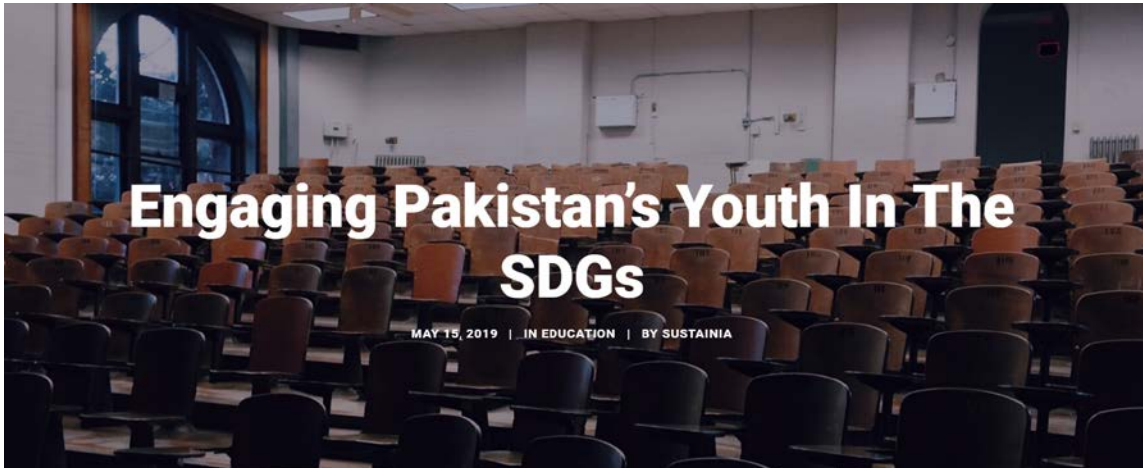 Engaging Pakistan's Youth In The
SDGs
MAY 15, 2019 | IN EDUCATION | BY SUSTAINIA